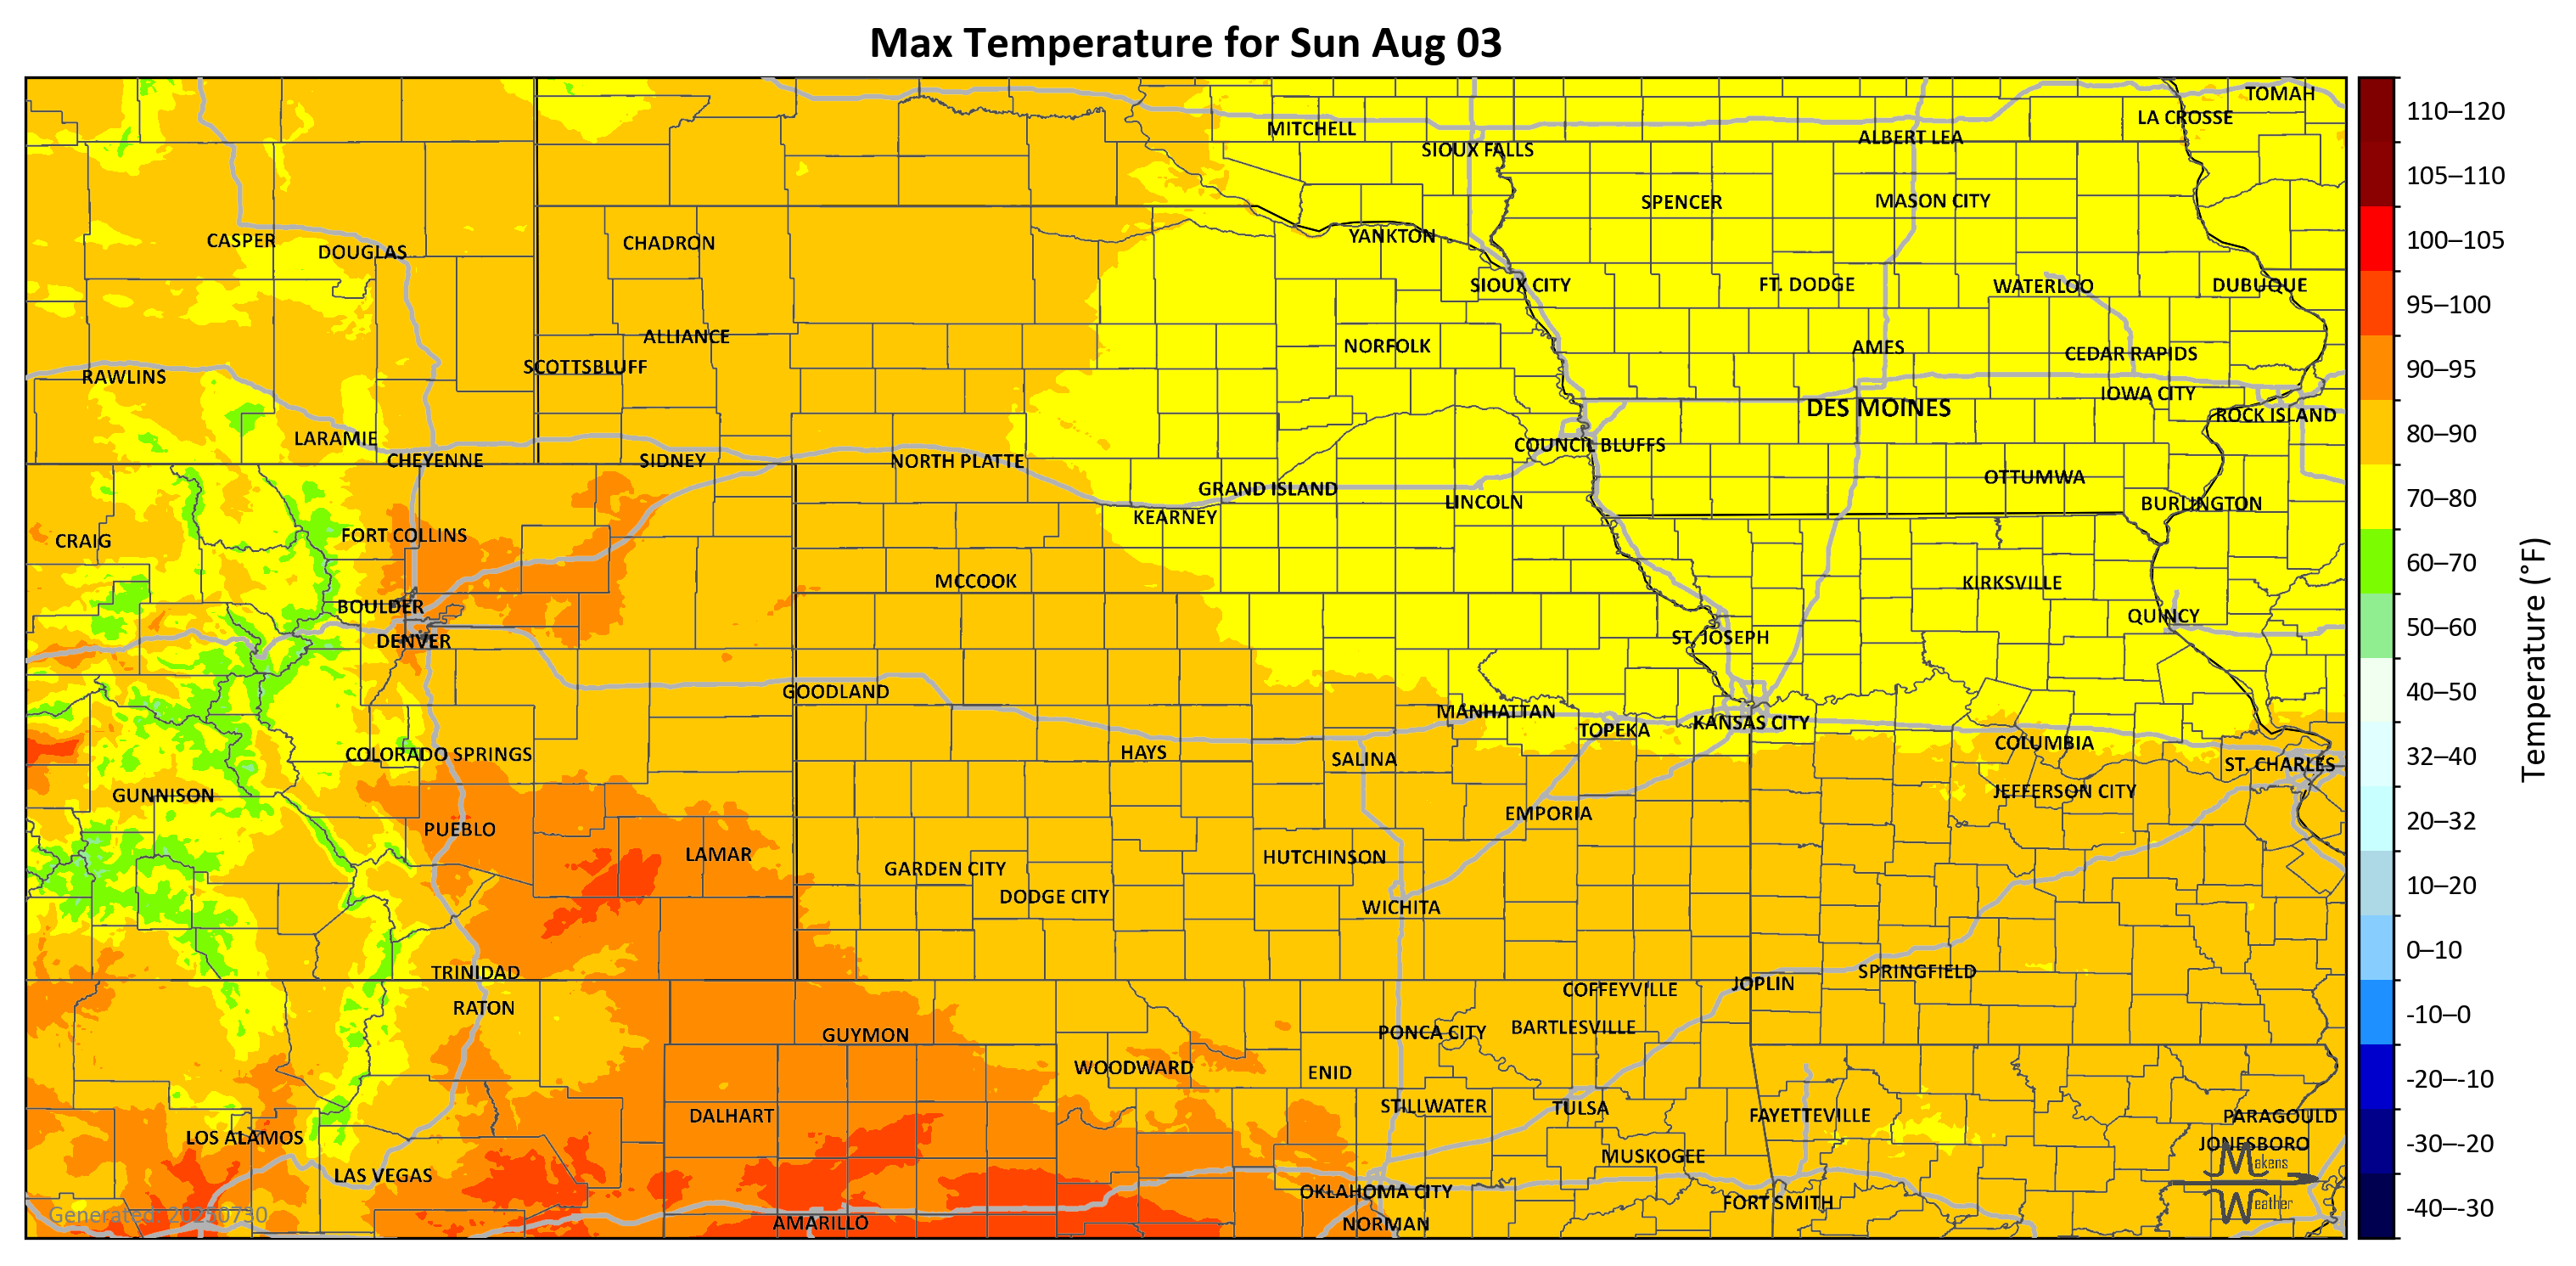 Max Temperature for Sun Aug 03
TOMAH
LA CROSSE
MITCHELL
ALBERT LEA
SIOUX FALLS
SPENCER
MASON CITY
CASPER
DOUGLAS
CHADRON
YANKTON
SIOUX CITY
FT. DODGE
WATERLOO
DUBUQUE
ALLIANCE
NORFOLK
AMES
CEDAR RAPIDS
SCOTTSBLUFF
RAWLINS
IOWA CITY
DES MOINES
ROCK ISLAND
LARAMIE
COUNCIL BLUFFS
CHEYENNE
SIDNEY
NORTH PLATTE
OTTUMWA
GRAND ISLAND
LINCOLN
BURLINGTON
KEARNEY
FORT COLLINS
CRAIG
MCCOOK
KIRKSVILLE
BOULDER
QUINCY
DENVER
ST. JOSEPH
GOODLAND
MANHATTAN
KANSAS CITY
TOPEKA
COLUMBIA
COLORADO SPRINGS
HAYS
SALINA
ST. CHARLES
GUNNISON
JEFFERSON CITY
EMPORIA
PUEBLO
LAMAR
HUTCHINSON
GARDEN CITY
DODGE CITY
WICHITA
TRINIDAD
SPRINGFIELD
JOPLIN
COFFEYVILLE
RATON
BARTLESVILLE
PONCA CITY
GUYMON
WOODWARD
ENID
STILLWATER
TULSA
DALHART
FAYETTEVILLE
PARAGOULD
LOS ALAMOS
JONESBORO
MUSKOGEE
LAS VEGAS
OKLAHOMA CITY
FORT SMITH
AMARILLO
NORMAN
Generated: 20250730
Makens
Weather
110–120
105–110
100–105
95–100
90–95
80–90
70–80
60–70
50–60
40–50
32–40
20–32
10–20
0–10
-10–0
-20–-10
-30–-20
-40–-30
Temperature (°F)